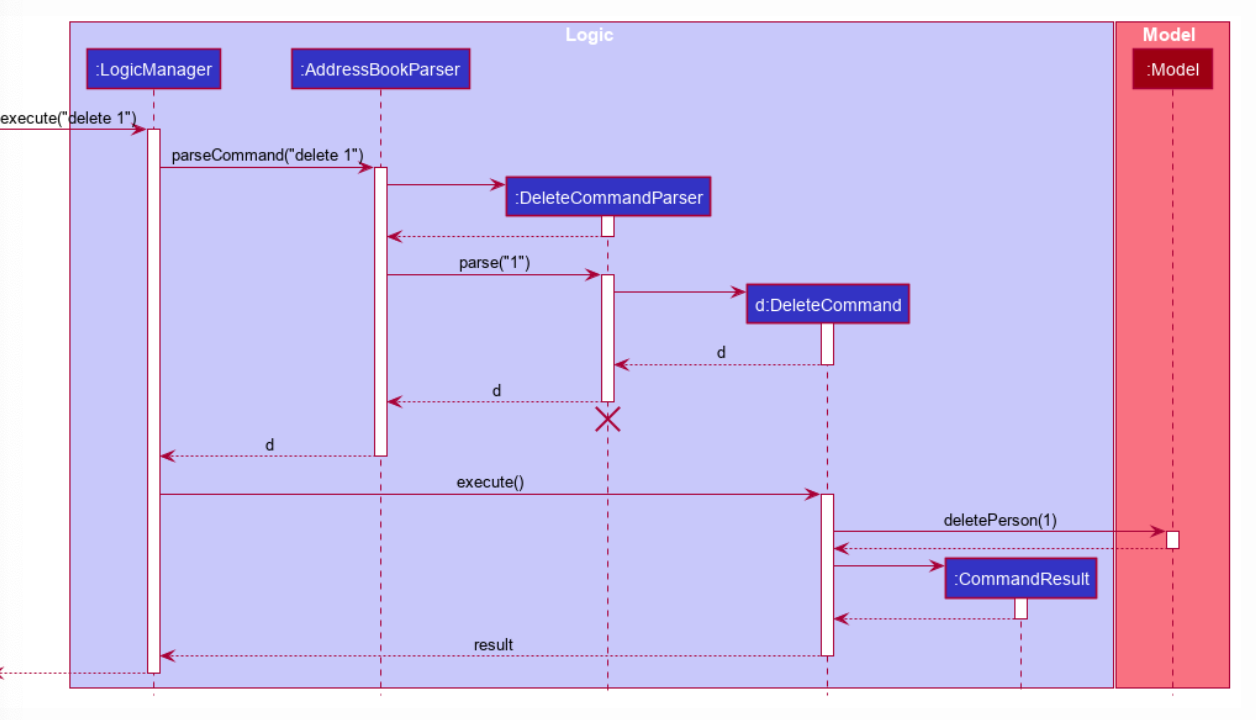 Logic
Model
:LogicManager
:AddressBookParser
:Model
execute("delete 1")
parseCommand("delete 1")
:DeleteCommandParser
parse("1")
d:DeleteCommand
d
d
d
execute()
deletePerson(1)
:CommandResult
result